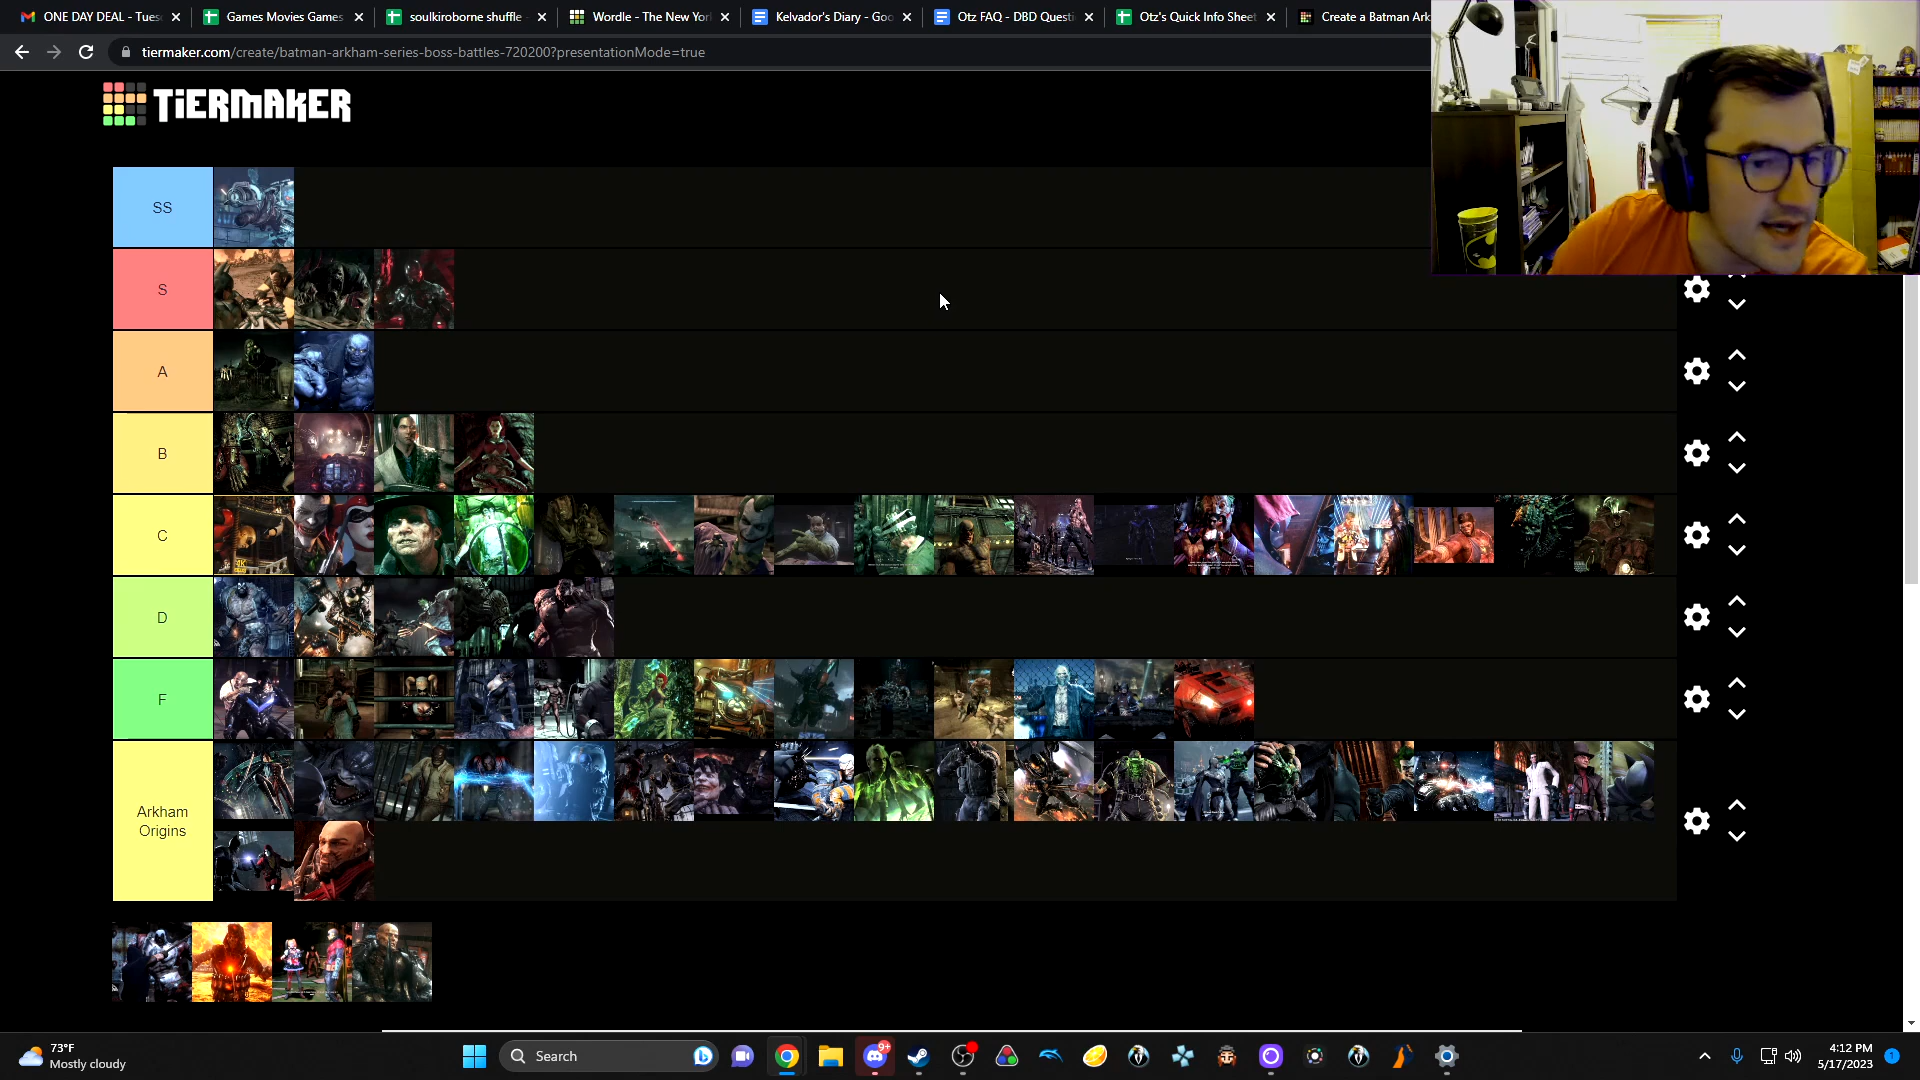 ONE DAY DEAL - Tues
Games Movies Games
soulkiroborne shuffle -
Wordle - The New Yor
Kelvador's Diary - Goo
Otz FAQ - DBD Questi
Otz's Quick Info Sheet
Create a Batman Ark
tiermaker.com/create/batman-arkham-series-boss-battles-720200?presentationMode=true
TIERMAKER
SS
S
A
B
C
D
F
Arkham
Origins
73°F
Mostly cloudy
Search
9+
4:12 PM
5/17/2023
1